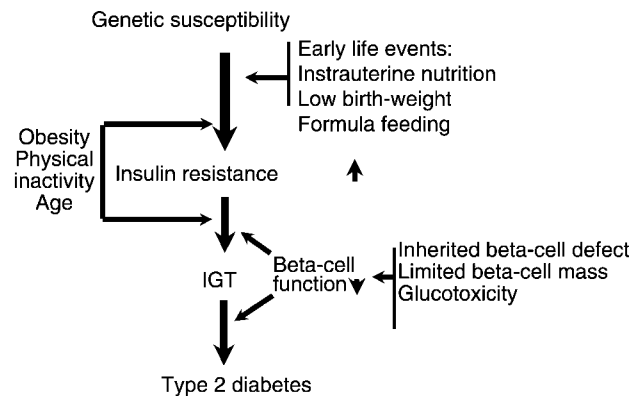 Genetic susceptibility
Early life events:
Instrauterine nutrition
Low birth-weight
Formula feeding
Obesity
Physical
inactivity
Age
Insulin resistance
Inherited beta-cell defect
Limited beta-cell mass
Glucotoxicity
Beta-cell
function
IGT
Type 2 diabetes